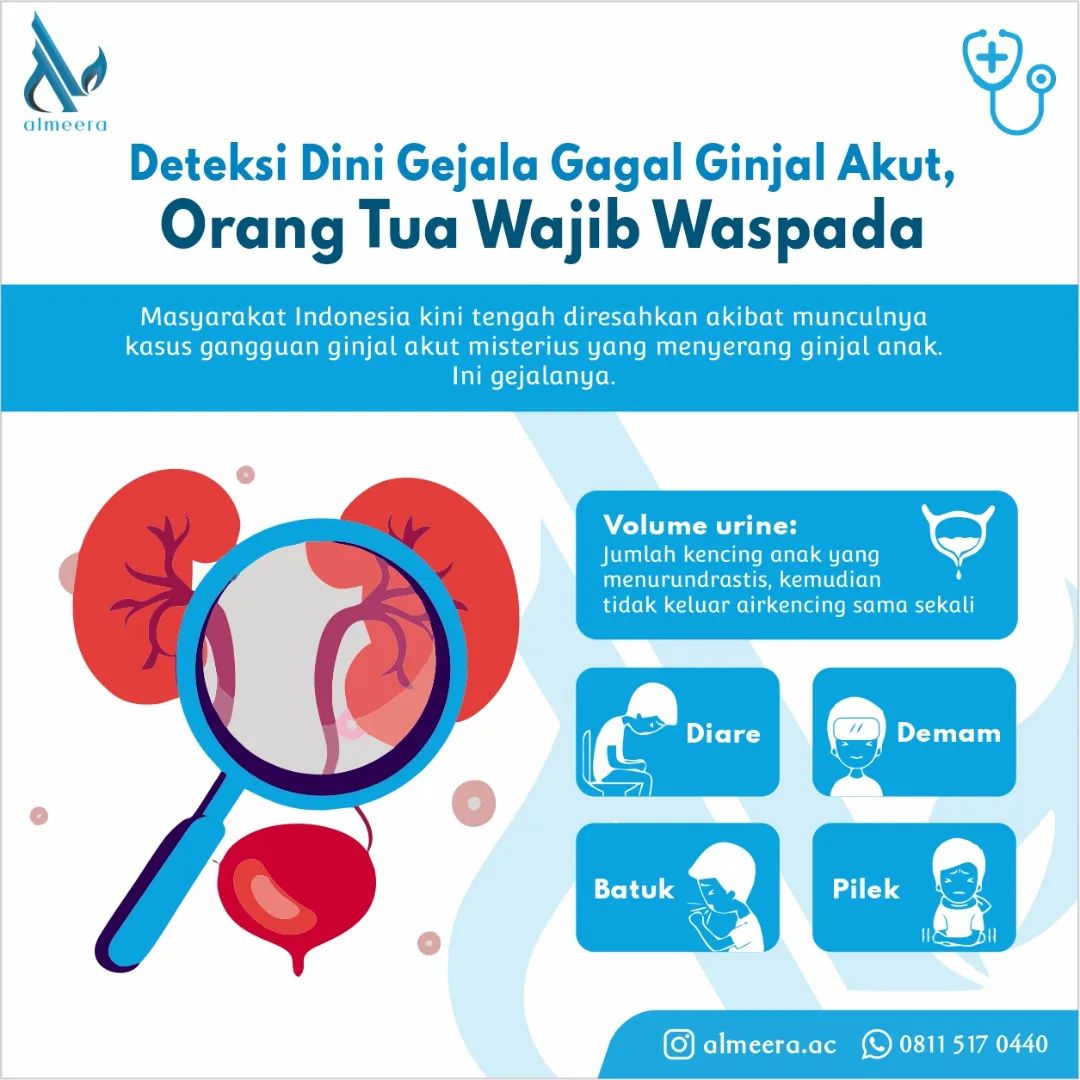 almeera
Deteksi Dini Gejala Gagal Ginjal Akut,
Orang Tua Wajib Waspada
Masyarakat Indonesia kini tengah diresahkan akibat munculnya
kasus gangguan ginjal akut misterius yang menyerang ginjal anak.
Ini gejalanya.
Volume urine:
Jumlah kencing anak yang
menurundrastis, kemudian
tidak keluar airkencing sama sekali
Diare
Demam
Batuk
Pilek
almeera.ac
0811 517 0440